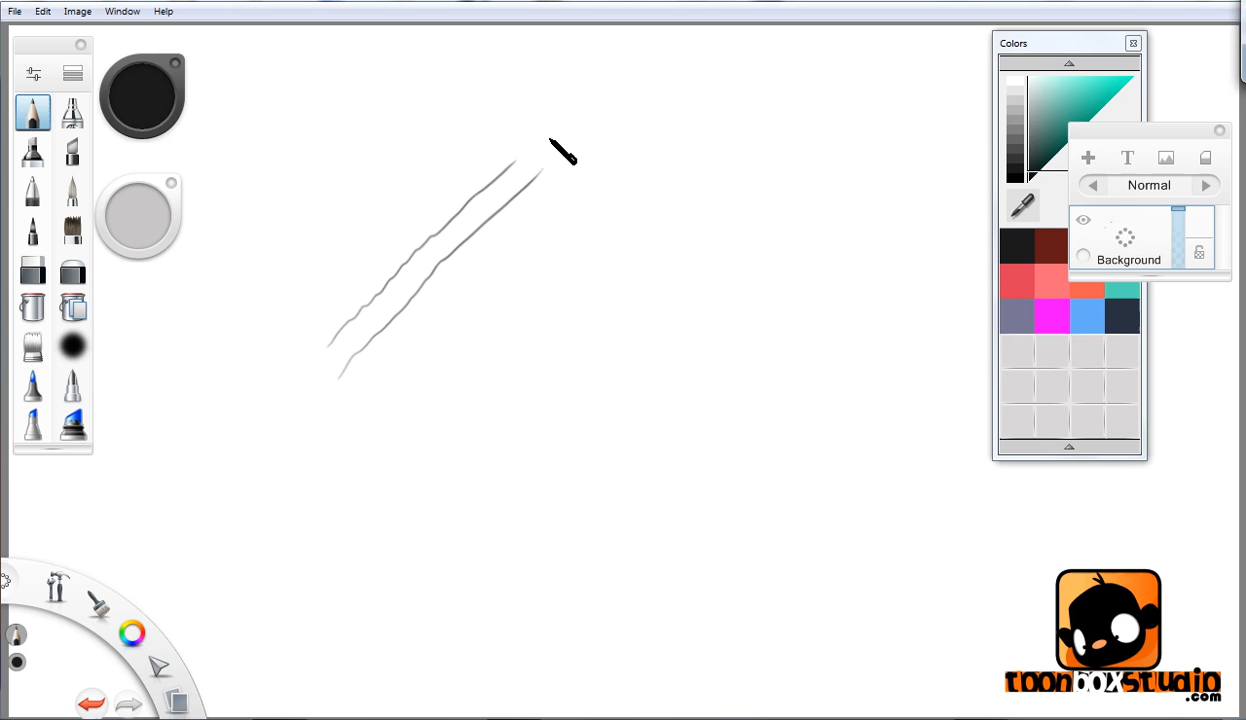 File Edit Image Window Help
Colors
T
Normal
Background
toonboxstudio
.com